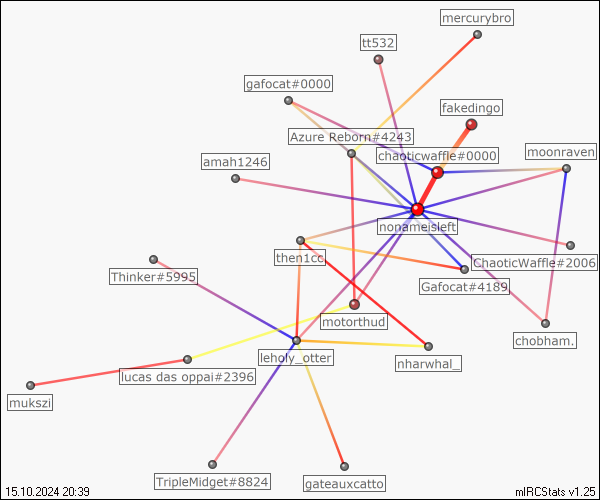 mercurybro
tt532
gafocat#0000
fakedingo
Azure Reborn#4243
chaoticwaffle#0000
moonraven
amah1246
nonameisleft
then1cc
ChaoticWaffle#2006
Thinker#5995
Gafocat#4189
motorthud
chobham.
leholy_otter
nharwhal_
lucas das oppai#2396
mukszi
TripleMidget#8824
gateauxcatto
15.10.2024 20:39
mIRCStats v1.25